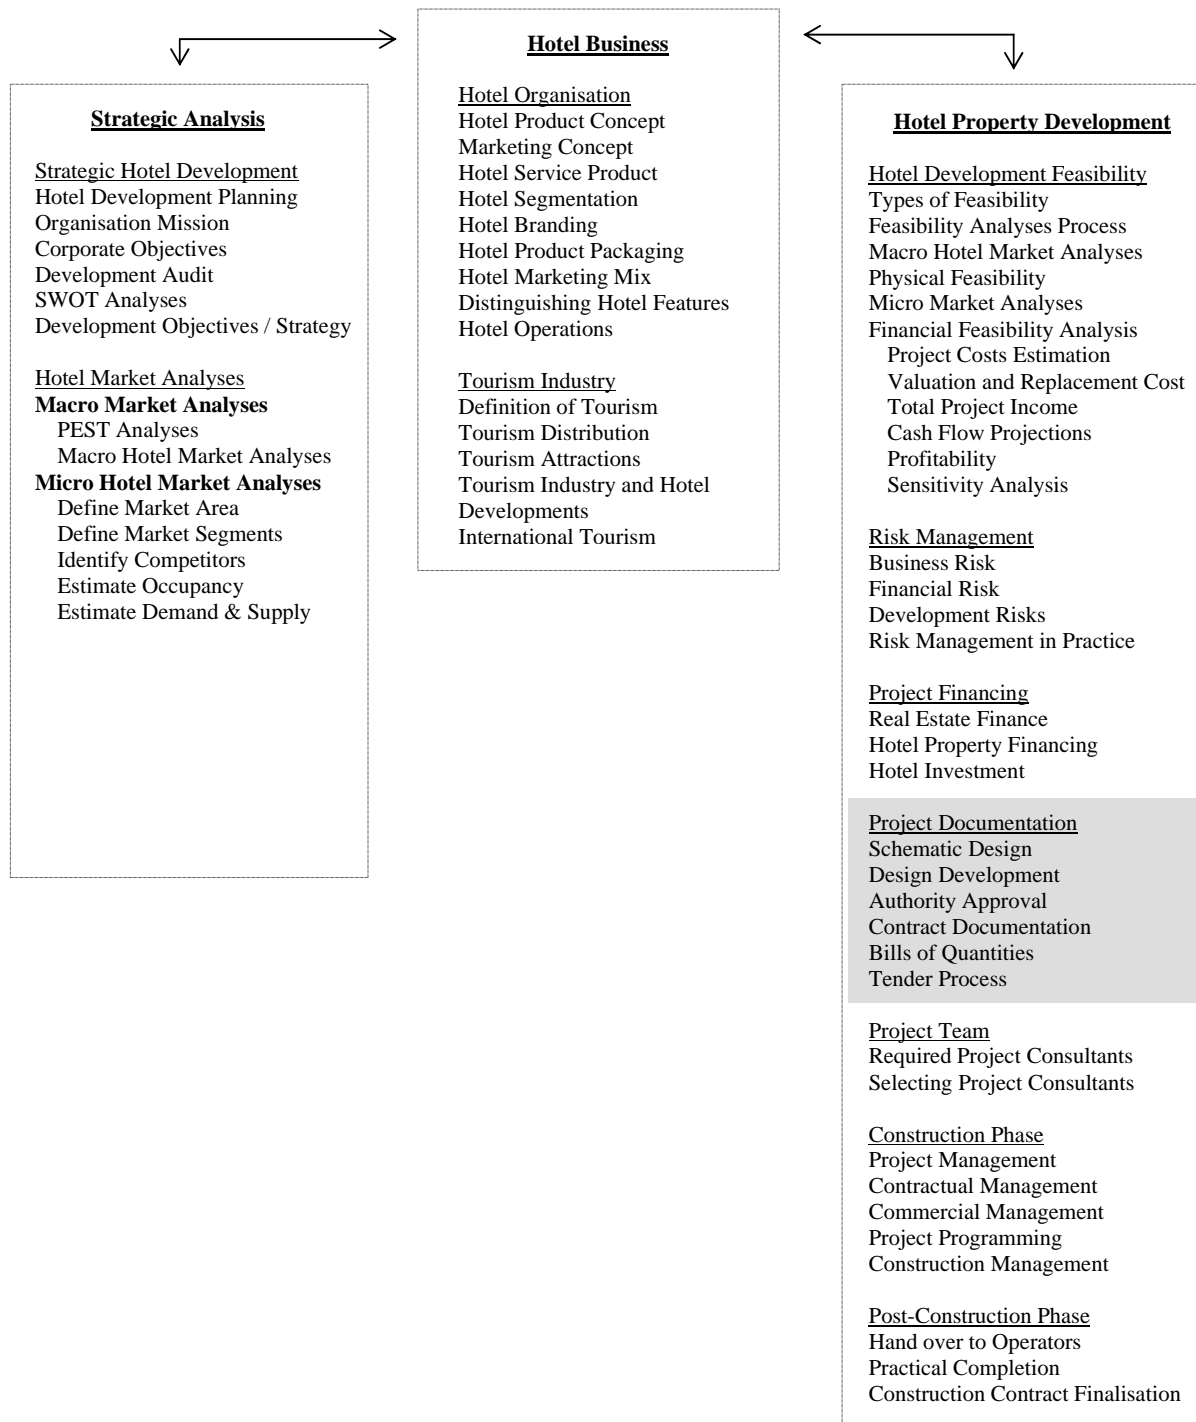 Hotel Business
Hotel Organisation
Hotel Product Concept
Marketing Concept
Hotel Service Product
Hotel Segmentation
Hotel Branding
Hotel Product Packaging
Hotel Marketing Mix
Distinguishing Hotel Features
Hotel Operations
Tourism Industry
Definition of Tourism
Tourism Distribution
Tourism Attractions
Tourism Industry and Hotel
Developments
International Tourism
Strategic Analysis
Strategic Hotel Development
Hotel Development Planning
Organisation Mission
Corporate Objectives
Development Audit
SWOT Analyses
Development Objectives / Strategy
Hotel Market Analyses
Macro Market Analyses
PEST Analyses
Macro Hotel Market Analyses
Micro Hotel Market Analyses
Define Market Area
Define Market Segments
Identify Competitors
Estimate Occupancy
Estimate Demand & Supply
Hotel Property Development
Hotel Development Feasibility
Types of Feasibility
Feasibility Analyses Process
Macro Hotel Market Analyses
Physical Feasibility
Micro Market Analyses
Financial Feasibility Analysis
Project Costs Estimation
Valuation and Replacement Cost
Total Project Income
Cash Flow Projections
Profitability
Sensitivity Analysis
Risk Management
Business Risk
Financial Risk
Development Risks
Risk Management in Practice
Project Financing
Real Estate Finance
Hotel Property Financing
Hotel Investment
Project Documentation
Schematic Design
Design Development
Authority Approval
Contract Documentation
Bills of Quantities
Tender Process
Project Team
Required Project Consultants
Selecting Project Consultants
Construction Phase
Project Management
Contractual Management
Commercial Management
Project Programming
Construction Management
Post-Construction Phase
Hand over to Operators
Practical Completion
Construction Contract Finalisation